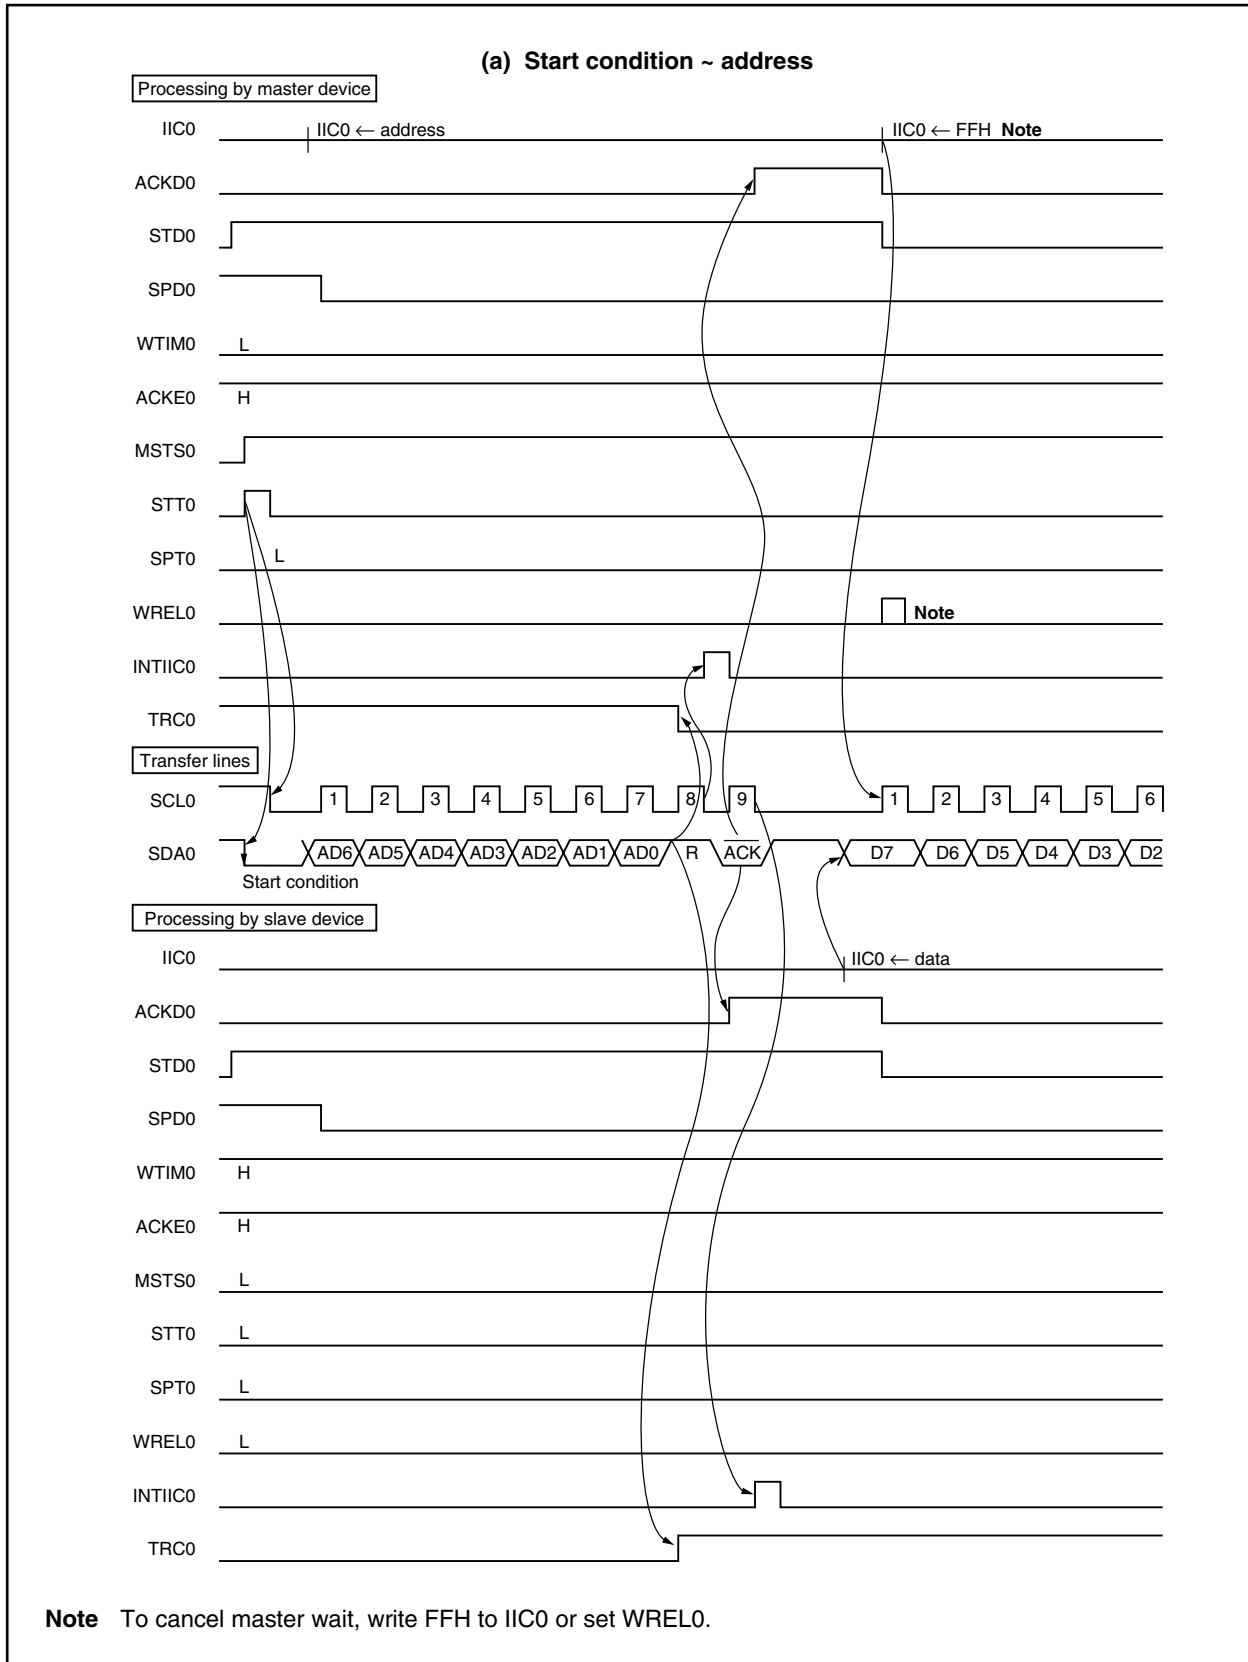 (a) Start condition ~ address
Processing by master device
IIC0
IIC0 ← address
IIC0 ← FFH Note
ACKD0
STD0
SPD0
WTIM0 L
ACKE0 H
MSTS0
STT0
SPT0 L
WREL0 Note
INTIIC0
TRC0
Transfer lines
SCL0 1 2 3 4 5 6 7 8 9 1 2 3 4 5 6
SDA0 AD6 AD5 AD4 AD3 AD2 AD1 AD0 R ACK D7 D6 D5 D4 D3 D2
Start condition
Processing by slave device
IIC0
IIC0 ← data
ACKD0
STD0
SPD0
WTIM0 H
ACKE0 H
MSTS0 L
STT0 L
SPT0 L
WREL0 L
INTIIC0
TRC0
Note To cancel master wait, write FFH to IIC0 or set WREL0.